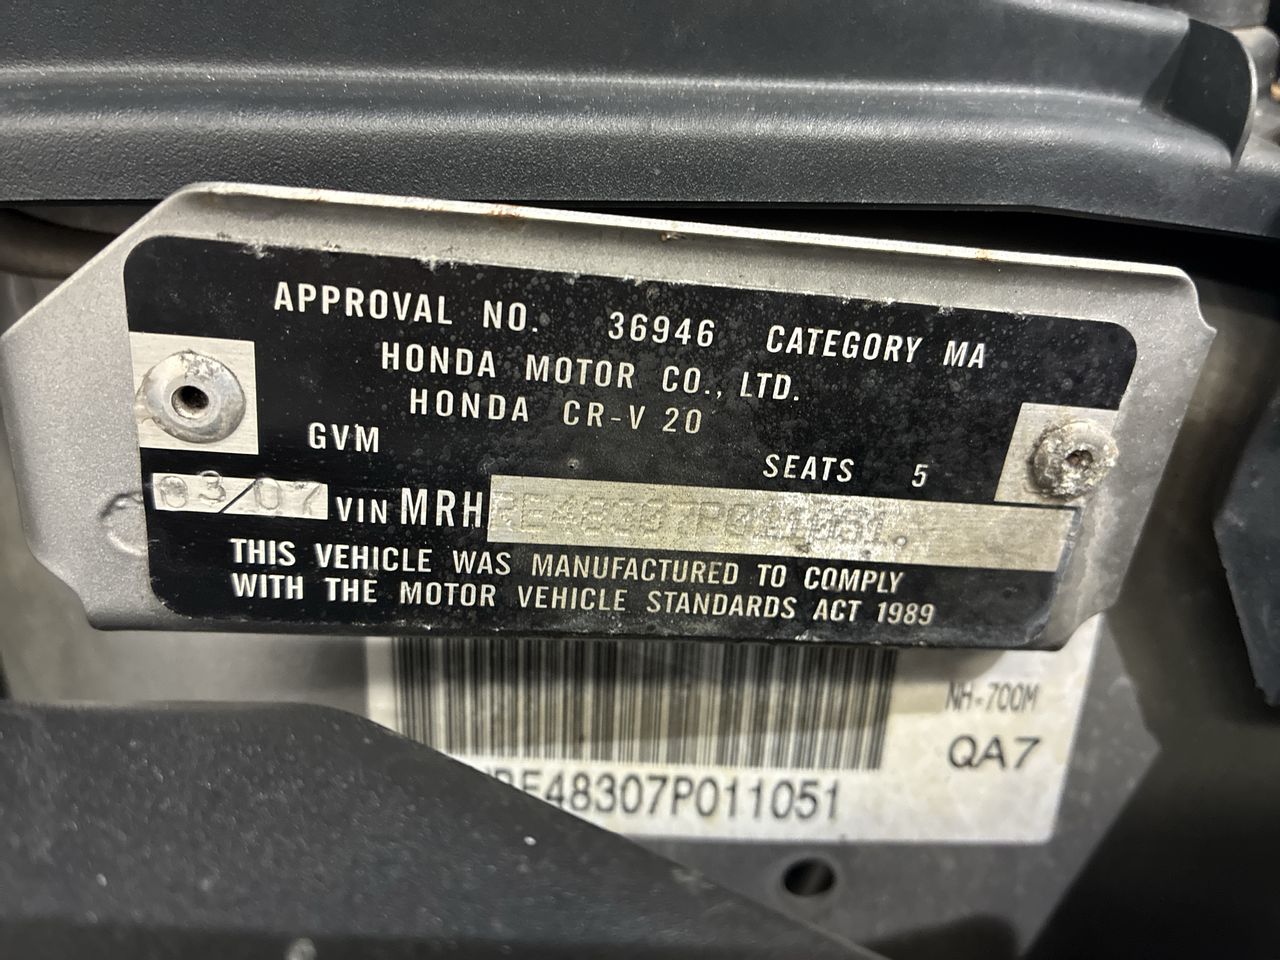 APPROVAL NO. 36946 CATEGORY MA
HONDA MOTOR CO., LTD.
HONDA CR-V 20
GVM
SEATS 5
03/07 VIN MRH
THIS VEHICLE WAS MANUFACTURED TO COMPLY
WITH THE MOTOR VEHICLE STANDARDS ACT 1989
NH-700M
QA7
RE48307P011051